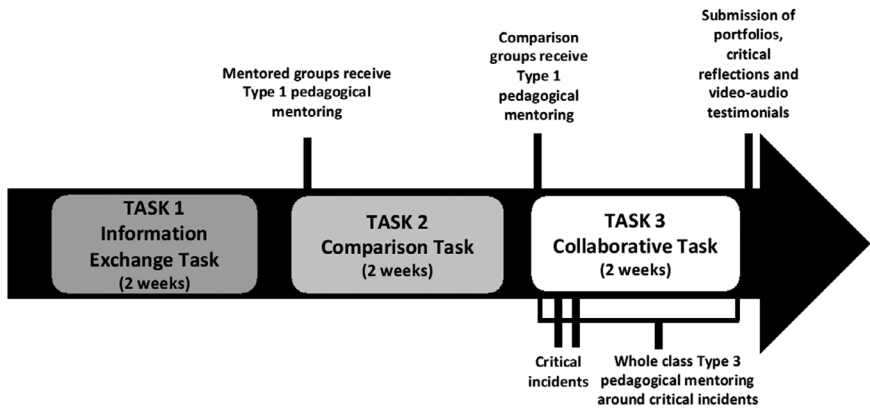 Submission of
portfolios,
critical
reflections and
video-audio
testimonials
Comparison
groups receive
Type 1
pedagogical
mentoring
Mentored groups receive
Type 1 pedagogical
mentoring
TASK 1
Information
Exchange Task
(2 weeks)
TASK 2
Comparison Task
(2 weeks)
TASK 3
Collaborative Task
(2 weeks)
Critical
incidents
Whole class Type 3
pedagogical mentoring
around critical incidents